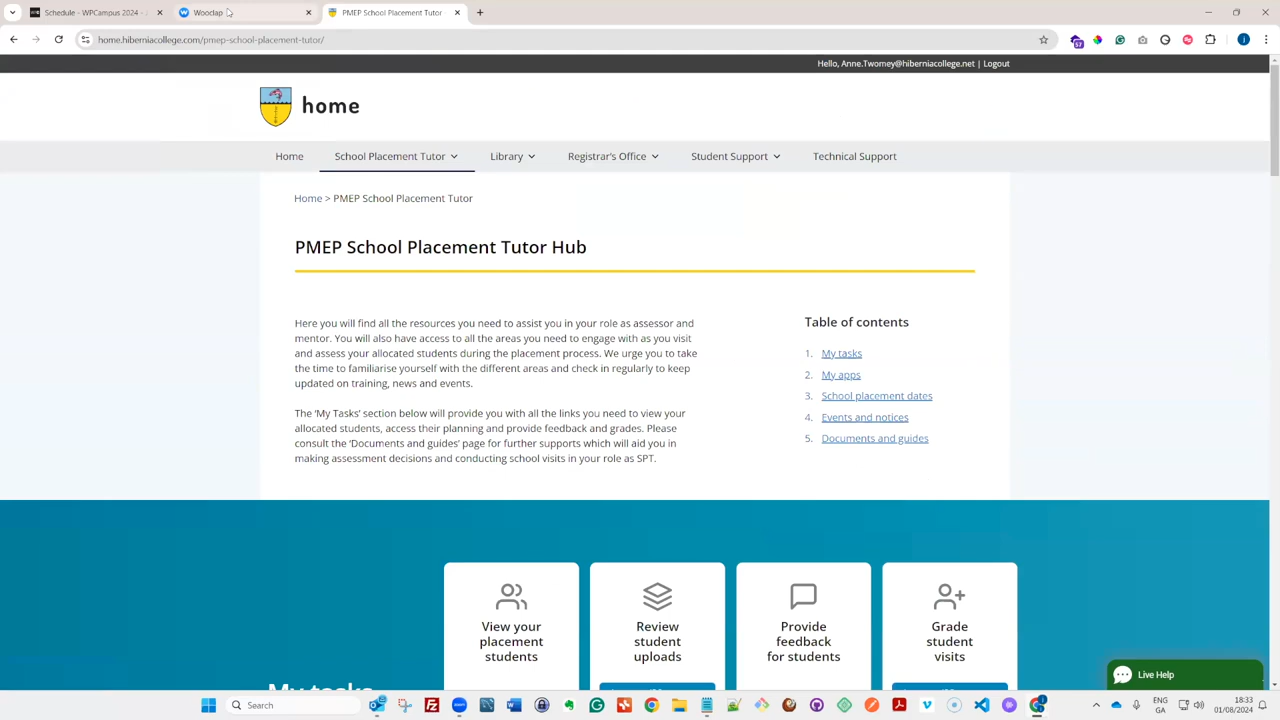 Schedule - WPCampus 2024 -
Wooclap
PMEP School Placement Tutor -
home.hiberniacollege.com/pmep-school-placement-tutor/
57
Hello, Anne.Twomey@hiberniacollege.net | Logout
home
Home
School Placement Tutor
Library
Registrar's Office
Student Support
Technical Support
Home > PMEP School Placement Tutor
PMEP School Placement Tutor Hub
Here you will find all the resources you need to assist you in your role as assessor and
mentor. You will also have access to all the areas you need to engage with as you visit
and assess your allocated students during the placement process. We urge you to take
the time to familiarise yourself with the different areas and check in regularly to keep
updated on training, news and events.
The 'My Tasks' section below will provide you with all the links you need to view your
allocated students, access their planning and provide feedback and grades. Please
consult the 'Documents and guides' page for further supports which will aid you in
making assessment decisions and conducting school visits in your role as SPT.
Table of contents
1. My tasks
2. My apps
3. School placement dates
4. Events and notices
5. Documents and guides
View your
placement
students
Review
student
uploads
Provide
feedback
for students
Grade
student
visits
My tasks
Live Help
Search
ENG
GA
18:33
01/08/2024